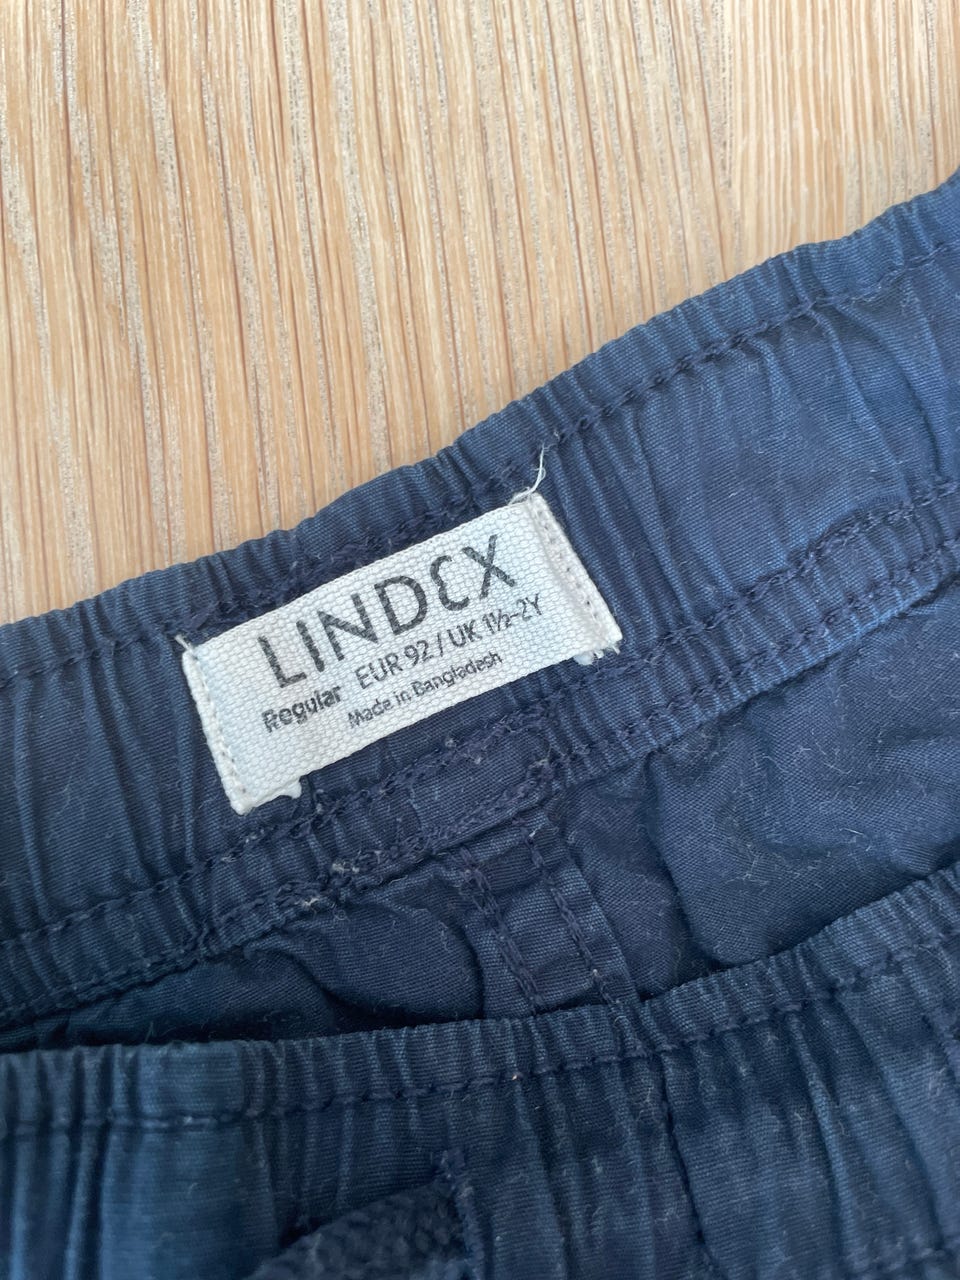 LINDEX
Regular EUR 92 / UK 1½-2Y
Made in Bangladesh